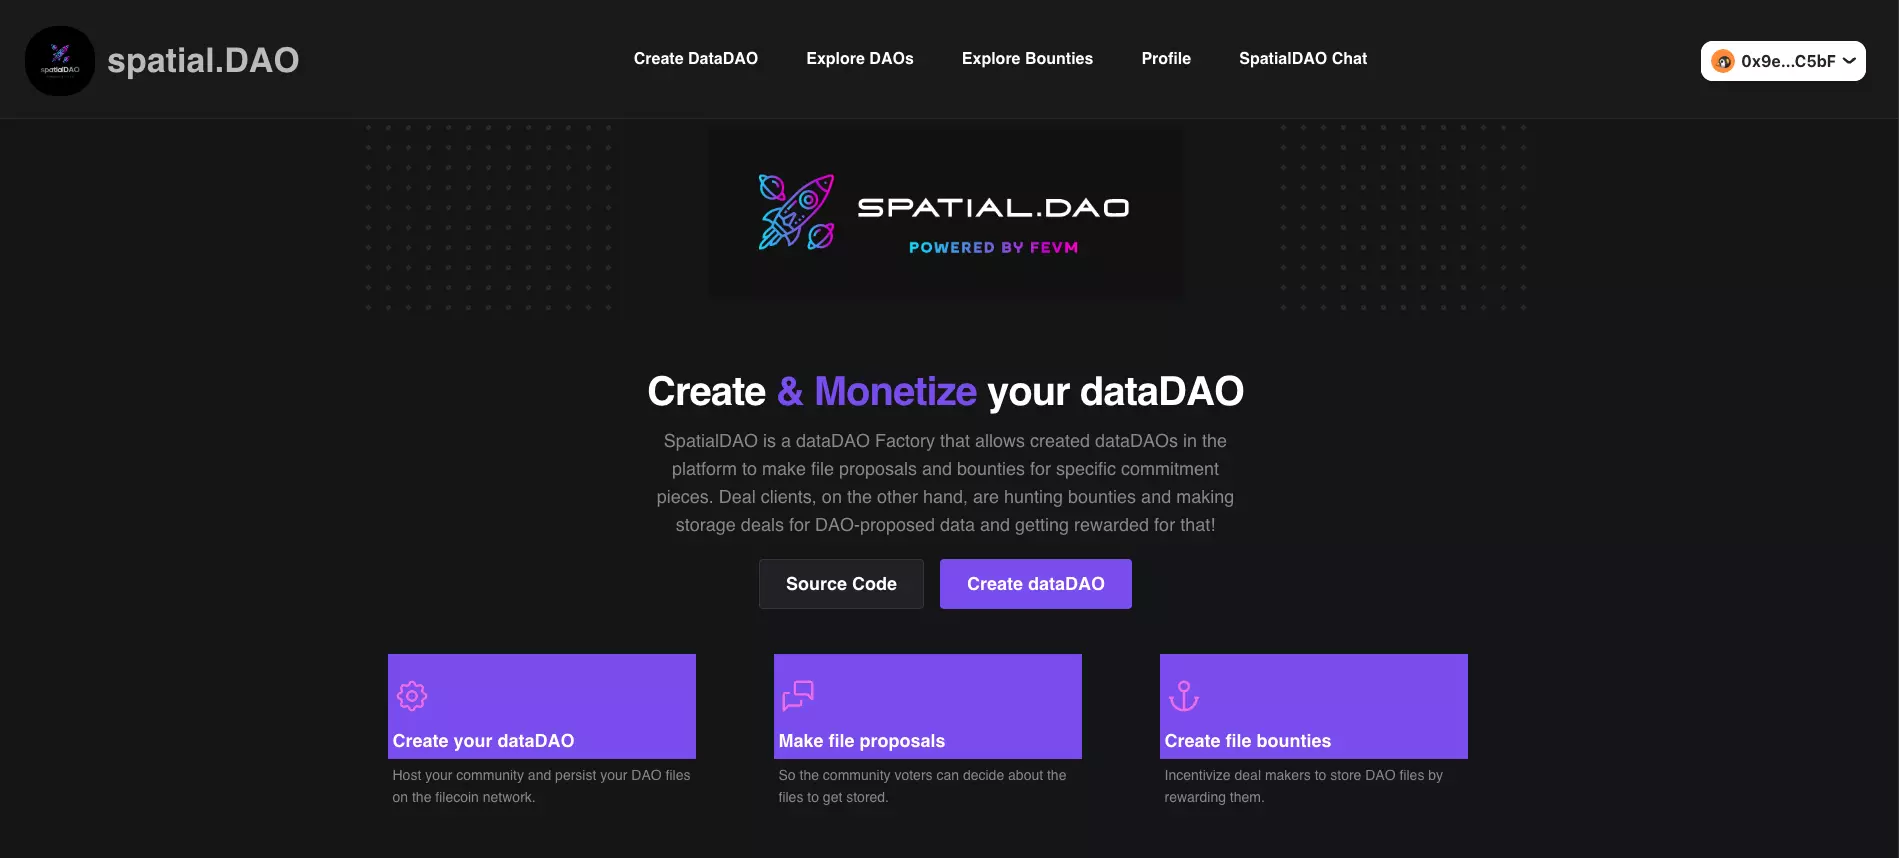 spatialDAO
spatial.DAO
Create DataDAO
Explore DAOs
Explore Bounties
Profile
SpatialDAO Chat
0x9e...C5bF
SPATIAL.DAO
POWERED BY FEVM
Create & Monetize your dataDAO
SpatialDAO is a dataDAO Factory that allows created dataDAOs in the
platform to make file proposals and bounties for specific commitment
pieces. Deal clients, on the other hand, are hunting bounties and making
storage deals for DAO-proposed data and getting rewarded for that!
Source Code
Create dataDAO
Create your dataDAO
Host your community and persist your DAO files
on the filecoin network.
Make file proposals
So the community voters can decide about the
files to get stored.
Create file bounties
Incentivize deal makers to store DAO files by
rewarding them.